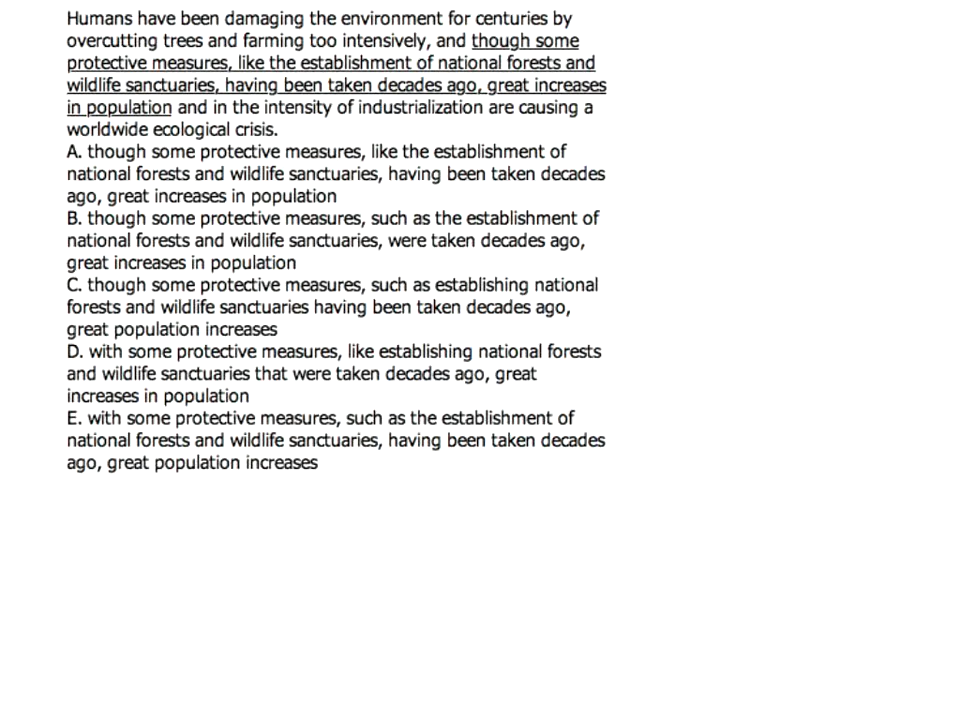 Humans have been damaging the environment for centuries by
overcutting trees and farming too intensively, and though some
protective measures, like the establishment of national forests and
wildlife sanctuaries, having been taken decades ago, great increases
in population and in the intensity of industrialization are causing a
worldwide ecological crisis.
A. though some protective measures, like the establishment of
national forests and wildlife sanctuaries, having been taken decades
ago, great increases in population
B. though some protective measures, such as the establishment of
national forests and wildlife sanctuaries, were taken decades ago,
great increases in population
C. though some protective measures, such as establishing national
forests and wildlife sanctuaries having been taken decades ago,
great population increases
D. with some protective measures, like establishing national forests
and wildlife sanctuaries that were taken decades ago, great
increases in population
E. with some protective measures, such as the establishment of
national forests and wildlife sanctuaries, having been taken decades
ago, great population increases